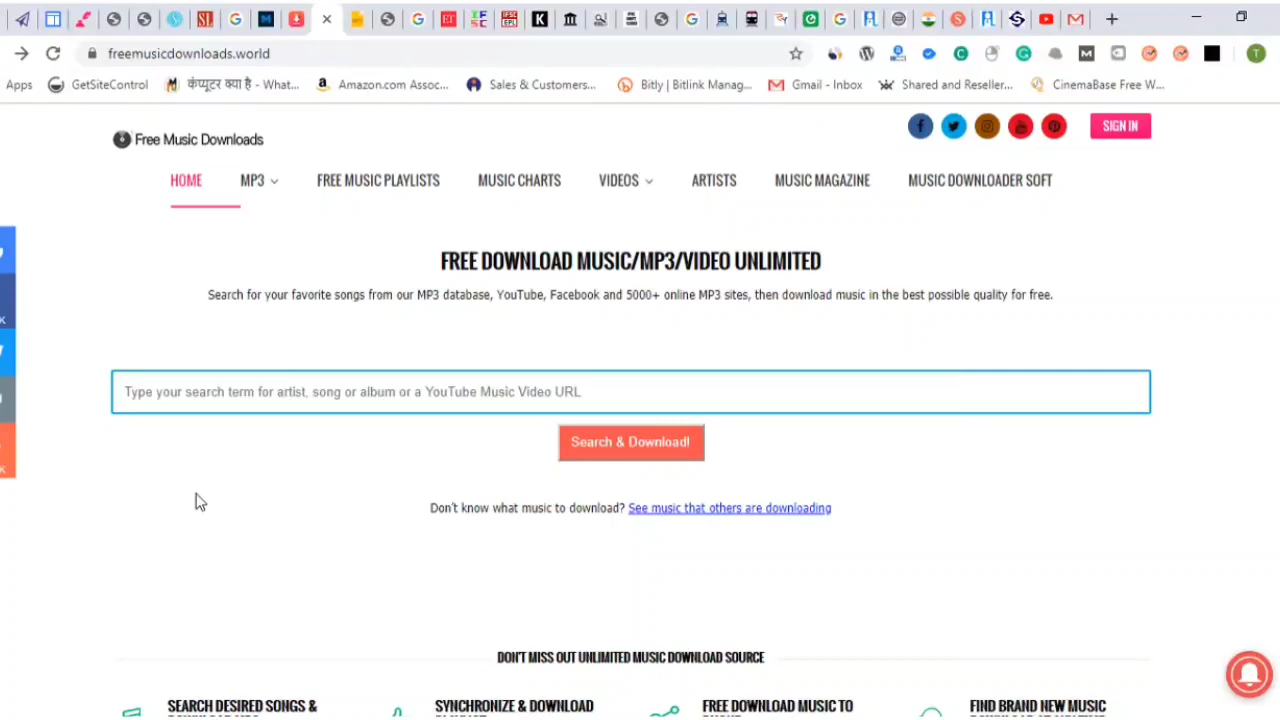 freemusicdownloads.world
Apps GetSiteControl कंप्यूटर क्या है - What... Amazon.com Assoc... Sales & Customers... Bitly | Bitlink Manag... Gmail - Inbox Shared and Reseller... CinemaBase Free W...
Free Music Downloads
SIGN IN
HOME MP3 FREE MUSIC PLAYLISTS MUSIC CHARTS VIDEOS ARTISTS MUSIC MAGAZINE MUSIC DOWNLOADER SOFT
FREE DOWNLOAD MUSIC/MP3/VIDEO UNLIMITED
Search for your favorite songs from our MP3 database, YouTube, Facebook and 5000+ online MP3 sites, then download music in the best possible quality for free.
Type your search term for artist, song or album or a YouTube Music Video URL
Search & Download!
Don't know what music to download? See music that others are downloading
DON'T MISS OUT UNLIMITED MUSIC DOWNLOAD SOURCE
SEARCH DESIRED SONGS & SYNCHRONIZE & DOWNLOAD FREE DOWNLOAD MUSIC TO FIND BRAND NEW MUSIC